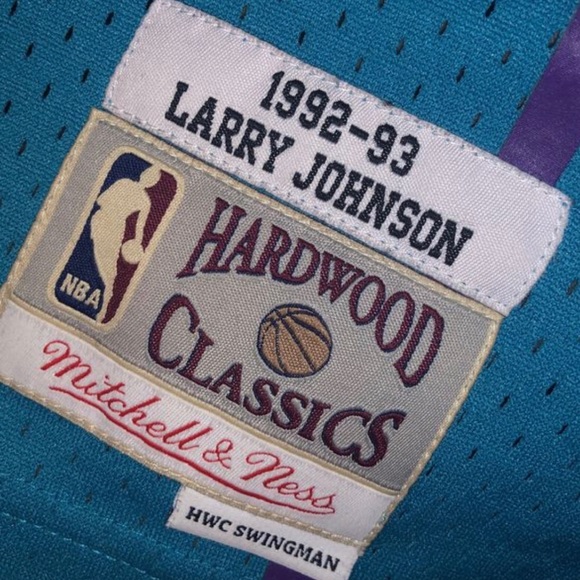 1992-93
LARRY JOHNSON
NBA
HARDWOOD
CLASSICS
Mitchell & Ness
HWC SWINGMAN